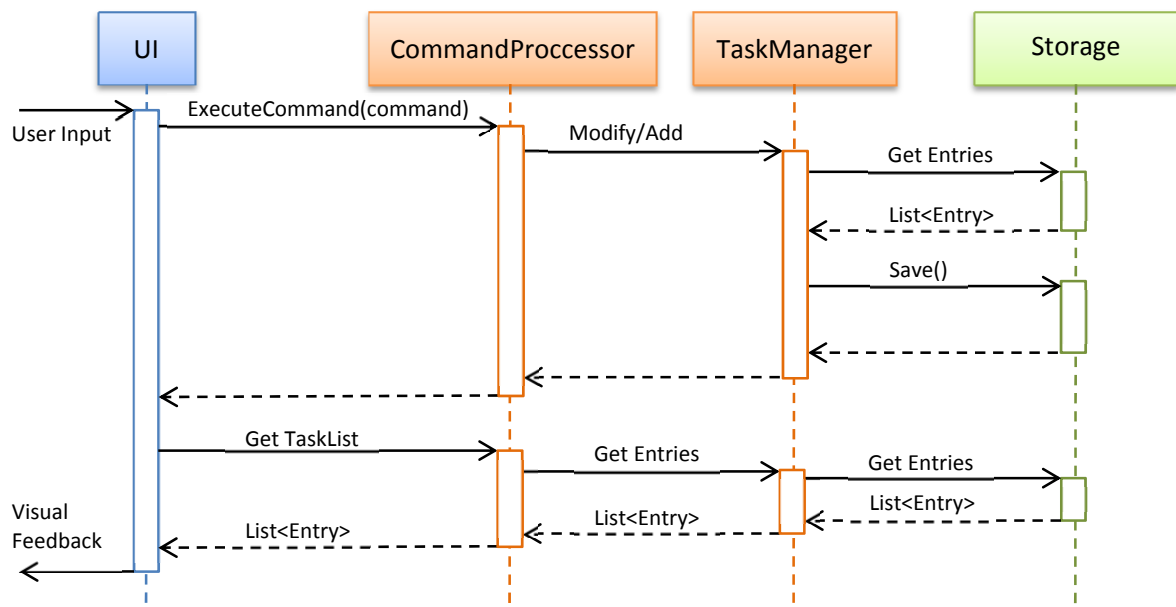 UI
CommandProccessor
TaskManager
Storage
ExecuteCommand(command)
User Input
Modify/Add
Get Entries
List<Entry>
Save()
Get TaskList
Get Entries
Get Entries
List<Entry>
List<Entry>
List<Entry>
Visual
Feedback